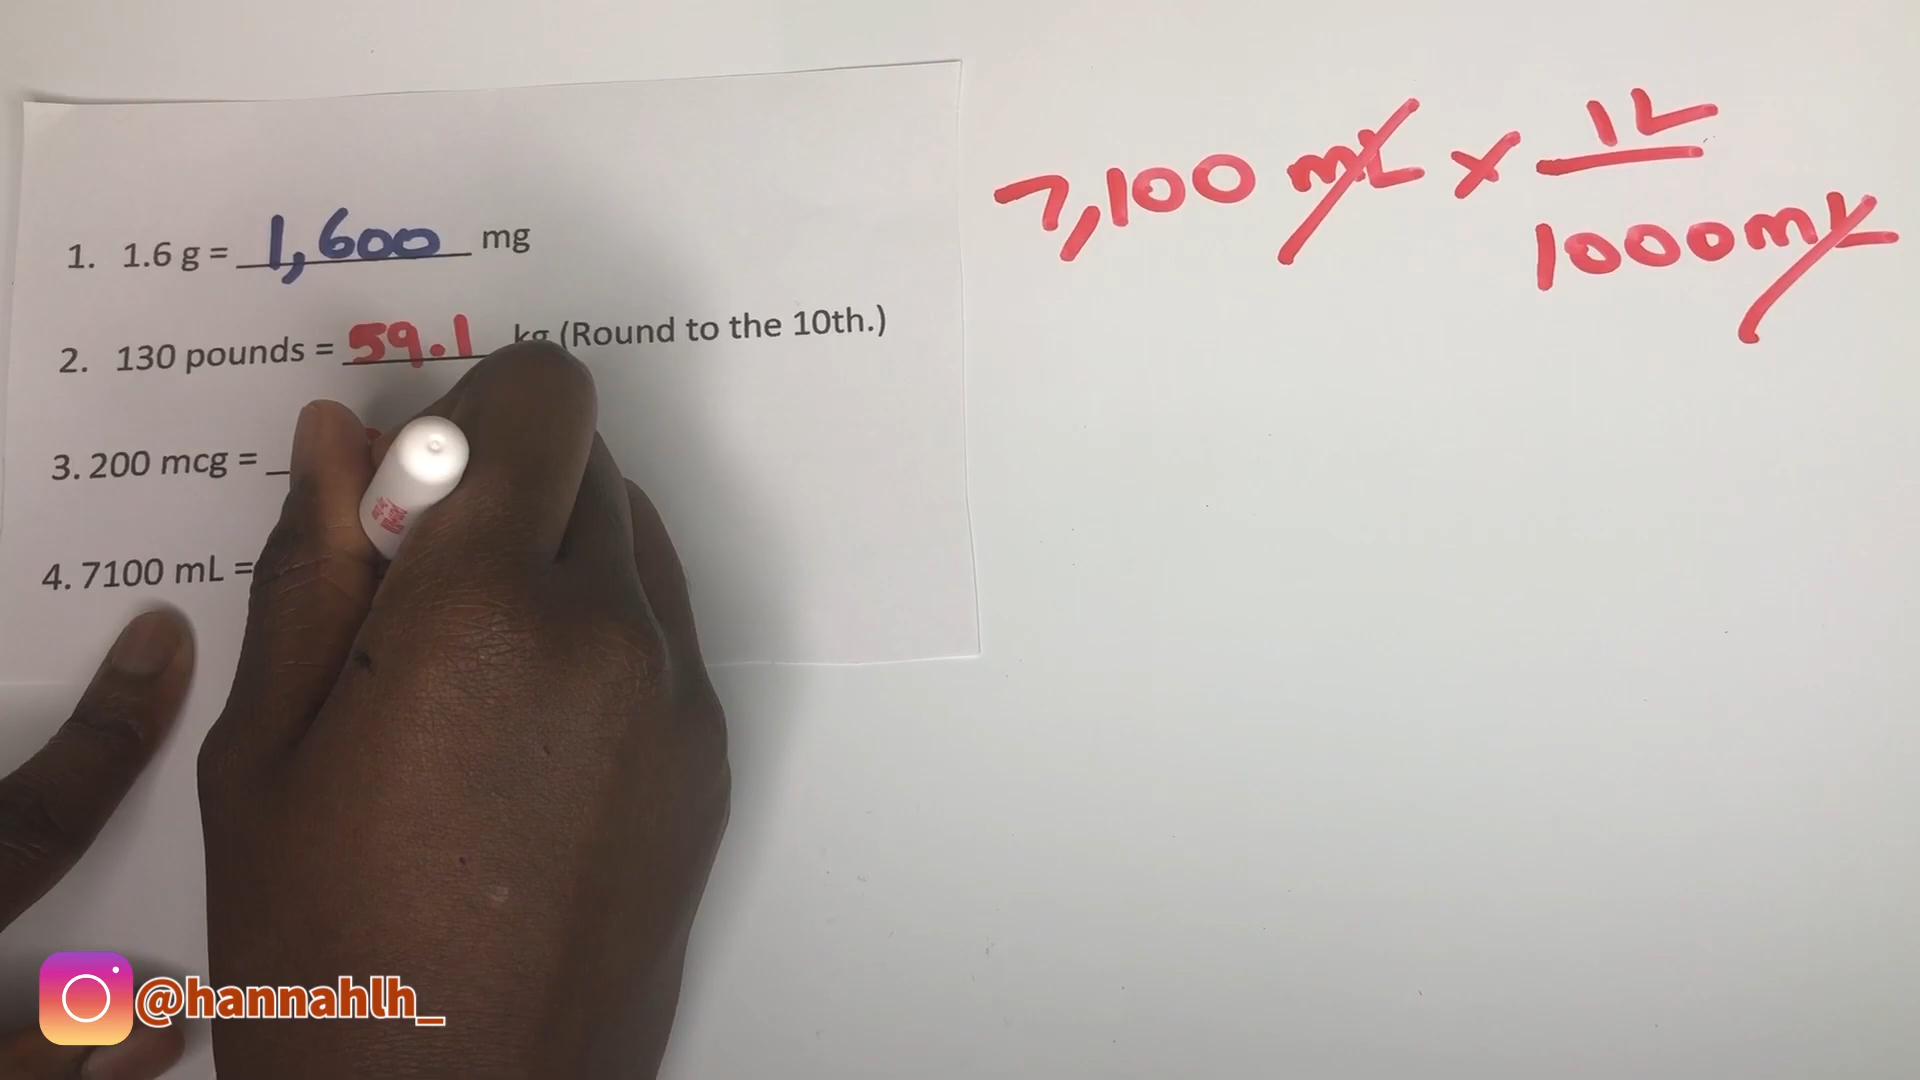 1. 1.6 g = 1,600 mg
2. 130 pounds = 59.1 kg (Round to the 10th.)
3. 200 mcg =
4. 7100 mL =
7,100 mL x 1L
1000mL
@hannahlh_